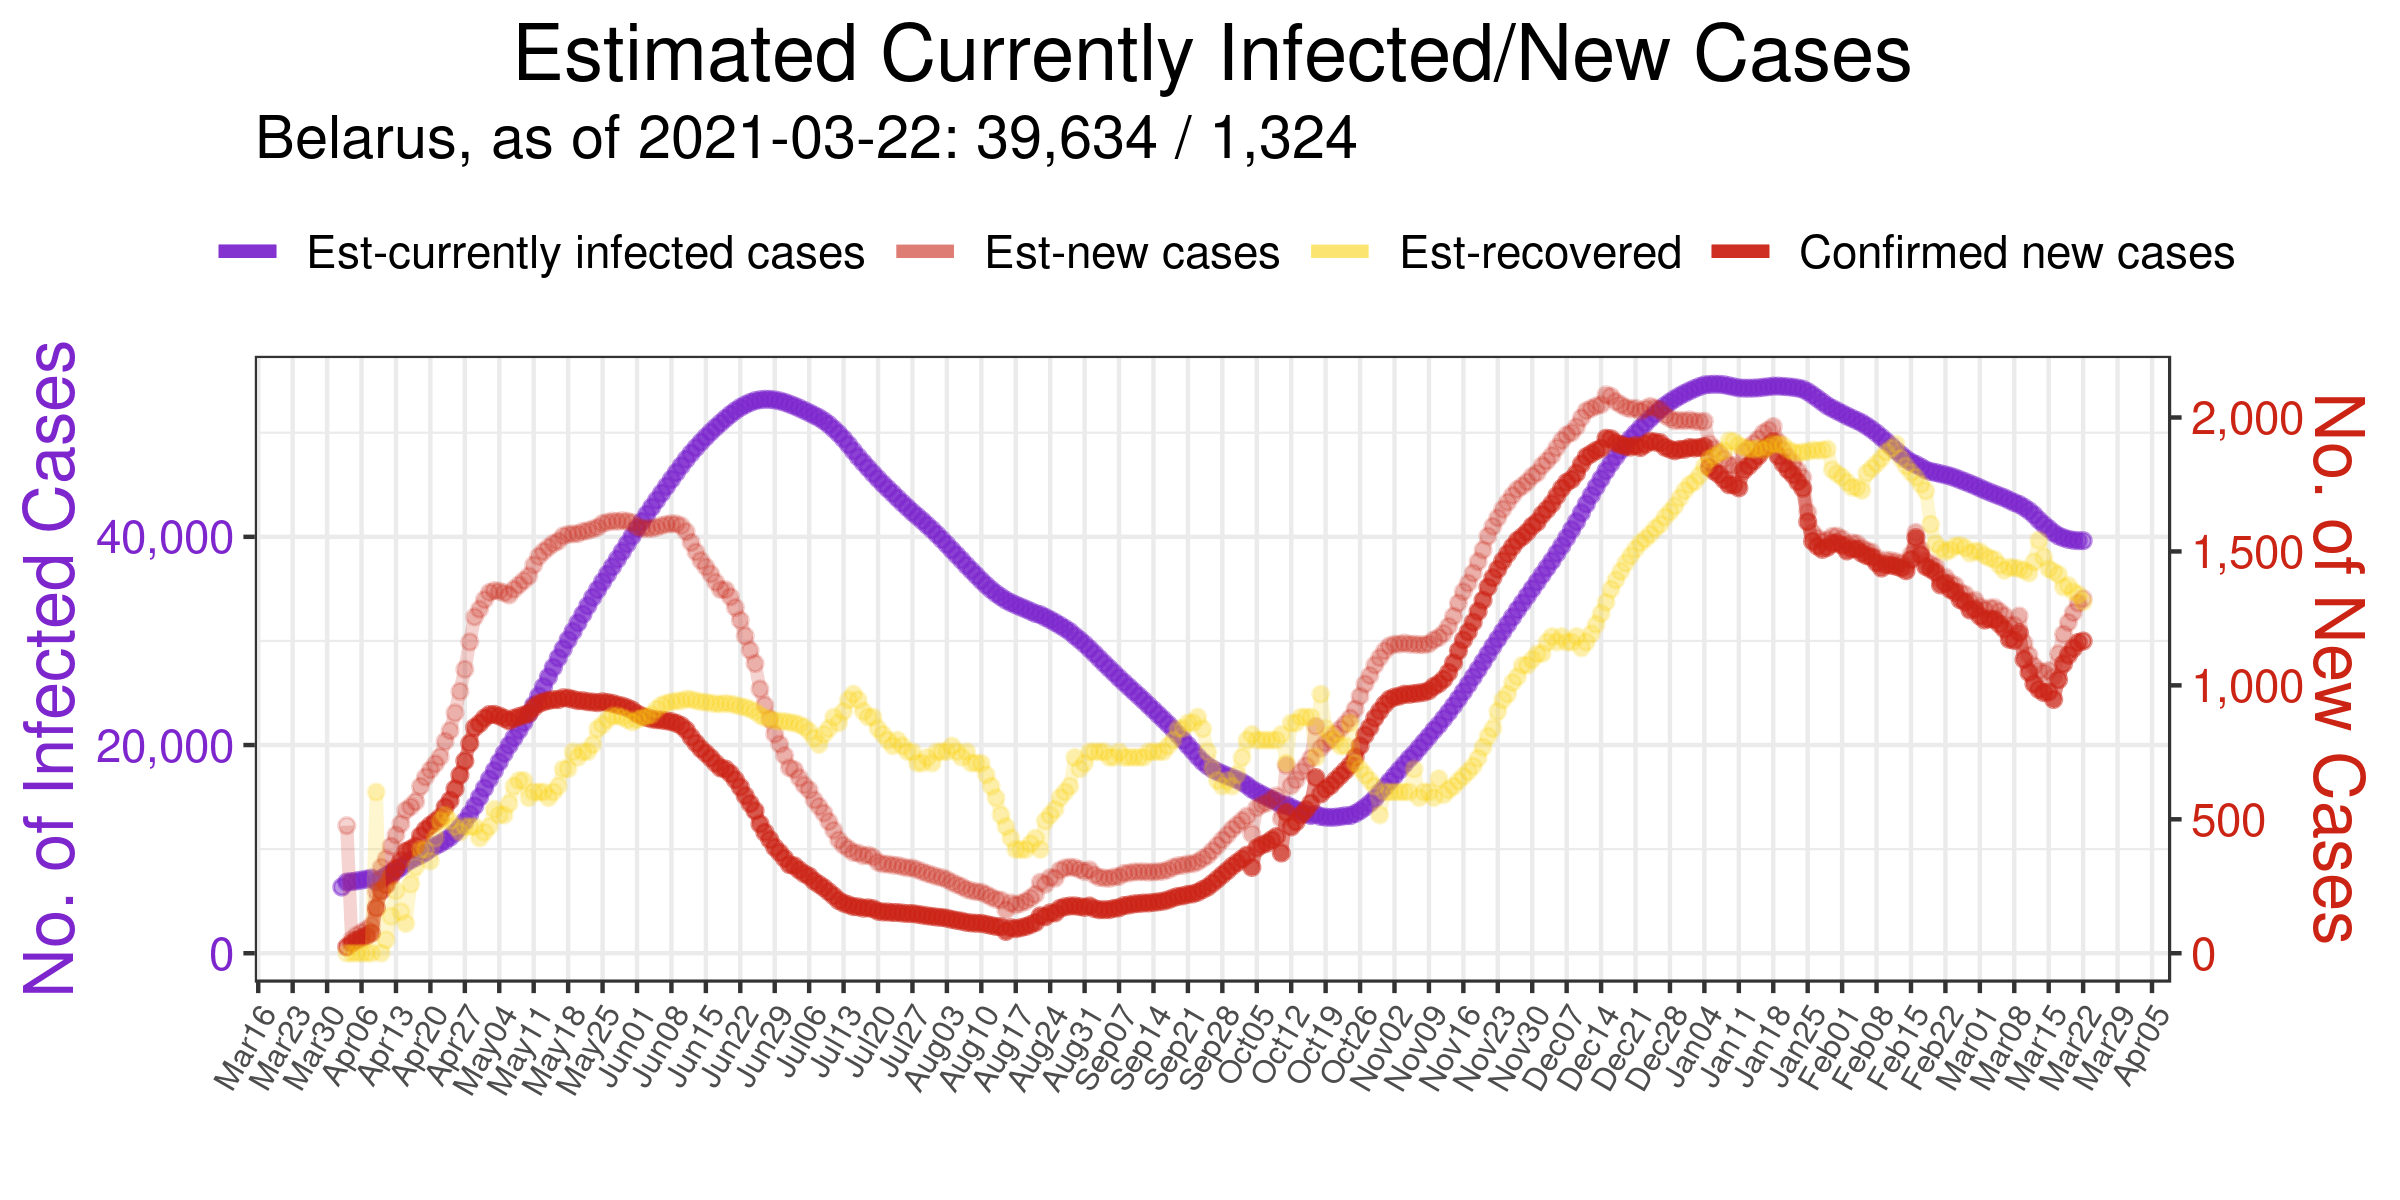 Estimated Currently Infected/New Cases
Belarus, as of 2021-03-22: 39,634 / 1,324
Est-currently infected cases Est-new cases Est-recovered Confirmed new cases
No. of Infected Cases
40,000
20,000
0
2,000
1,500
1,000
500
0
No. of New Cases
Mar16 Mar23 Mar30 Apr06 Apr13 Apr20 Apr27 May04 May11 May18 May25 Jun01 Jun08 Jun15 Jun22 Jun29 Jul06 Jul13 Jul20 Jul27 Aug03 Aug10 Aug17 Aug24 Aug31 Sep07 Sep14 Sep21 Sep28 Oct05 Oct12 Oct19 Oct26 Nov02 Nov09 Nov16 Nov23 Nov30 Dec07 Dec14 Dec21 Dec28 Jan04 Jan11 Jan18 Jan25 Feb01 Feb08 Feb15 Feb22 Mar01 Mar08 Mar15 Mar22 Mar29 Apr05